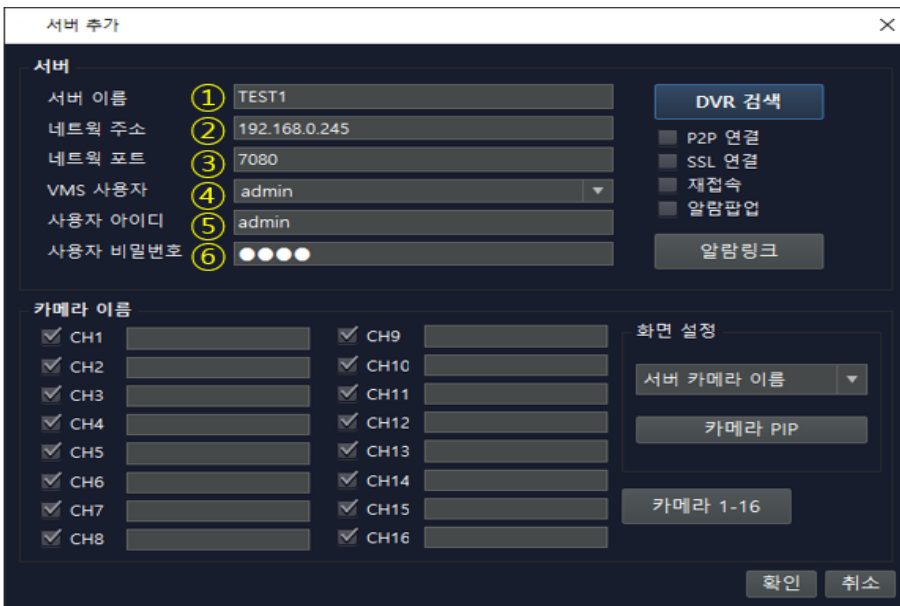 서버 추가
서버
서버 이름 ① TEST1
네트웍 주소 ② 192.168.0.245
네트웍 포트 ③ 7080
VMS 사용자 ④ admin
사용자 아이디 ⑤ admin
사용자 비밀번호 ⑥ ●●●●
DVR 검색
P2P 연결
SSL 연결
재접속
알람팝업
알람링크
카메라 이름
CH1
CH2
CH3
CH4
CH5
CH6
CH7
CH8
CH9
CH10
CH11
CH12
CH13
CH14
CH15
CH16
화면 설정
서버 카메라 이름
카메라 PIP
카메라 1-16
확인 취소